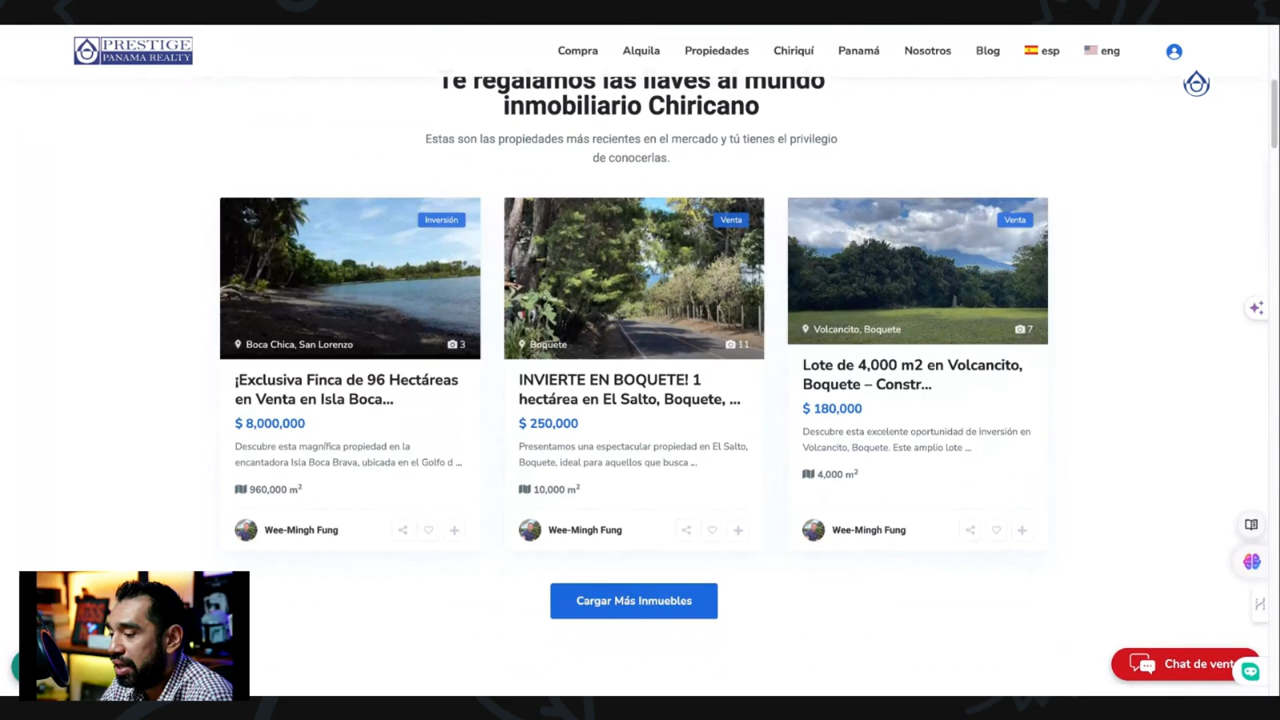 PRESTIGE
PANAMA REALTY
Compra
Alquila
Propiedades
Chiriquí
Panamá
Nosotros
Blog
esp
eng
Te regalamos las llaves al mundo
inmobiliario Chiricano
Estas son las propiedades más recientes en el mercado y tú tienes el privilegio
de conocerlas.
Inversión
Boca Chica, San Lorenzo
3
¡Exclusiva Finca de 96 Hectáreas
en Venta en Isla Boca...
$ 8,000,000
Descubre esta magnífica propiedad en la
encantadora Isla Boca Brava, ubicada en el Golfo d ...
960,000 m²
Wee-Mingh Fung
Venta
Boquete
11
INVIERTE EN BOQUETE! 1
hectárea en El Salto, Boquete, ...
$ 250,000
Presentamos una espectacular propiedad en El Salto,
Boquete, ideal para aquellos que busca ...
10,000 m²
Wee-Mingh Fung
Venta
Volcancito, Boquete
7
Lote de 4,000 m2 en Volcancito,
Boquete – Constr...
$ 180,000
Descubre esta excelente oportunidad de inversión en
Volcancito, Boquete. Este amplio lote ...
4,000 m²
Wee-Mingh Fung
Cargar Más Inmuebles
Chat de vent